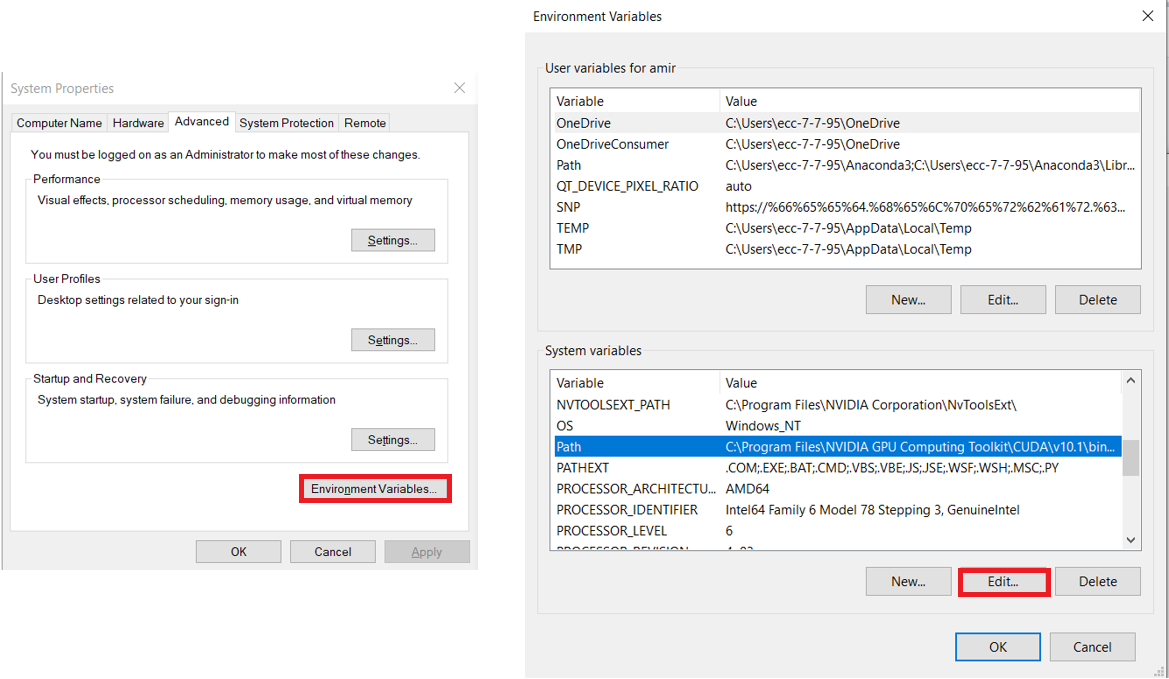 System Properties
Computer Name Hardware Advanced System Protection Remote
You must be logged on as an Administrator to make most of these changes.
Performance
Visual effects, processor scheduling, memory usage, and virtual memory
Settings...
User Profiles
Desktop settings related to your sign-in
Settings...
Startup and Recovery
System startup, system failure, and debugging information
Settings...
Environment Variables...
OK Cancel Apply
Environment Variables
User variables for amir
Variable Value
OneDrive C:\Users\ecc-7-7-95\OneDrive
OneDriveConsumer C:\Users\ecc-7-7-95\OneDrive
Path C:\Users\ecc-7-7-95\Anaconda3;C:\Users\ecc-7-7-95\Anaconda3\Libr...
QT_DEVICE_PIXEL_RATIO auto
SNP https://%66%65%65%64.%68%65%6C%70%65%72%62%61%72.%63...
TEMP C:\Users\ecc-7-7-95\AppData\Local\Temp
TMP C:\Users\ecc-7-7-95\AppData\Local\Temp
New... Edit... Delete
System variables
Variable Value
NVTOOLSEXT_PATH C:\Program Files\NVIDIA Corporation\NvToolsExt\
OS Windows_NT
Path C:\Program Files\NVIDIA GPU Computing Toolkit\CUDA\v10.1\bin...
PATHEXT .COM;.EXE;.BAT;.CMD;.VBS;.VBE;.JS;.JSE;.WSF;.WSH;.MSC;.PY
PROCESSOR_ARCHITECTU... AMD64
PROCESSOR_IDENTIFIER Intel64 Family 6 Model 78 Stepping 3, GenuineIntel
PROCESSOR_LEVEL 6
New... Edit... Delete
OK Cancel